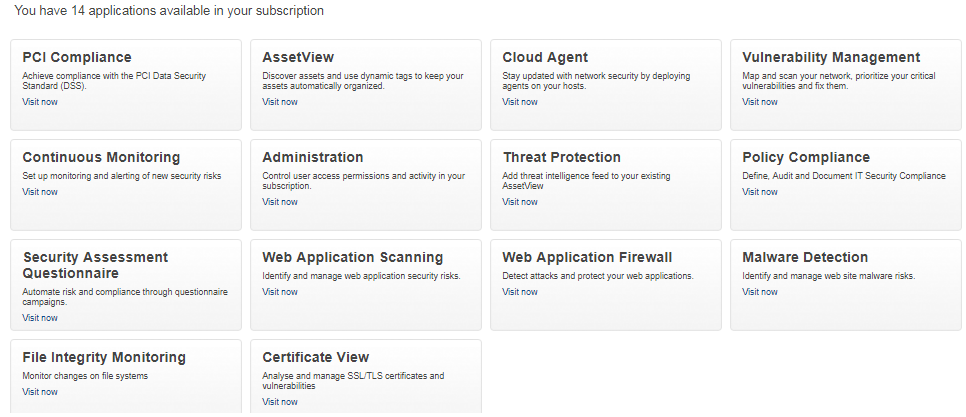 You have 14 applications available in your subscription
PCI Compliance
Achieve compliance with the PCI Data Security
Standard (DSS).
Visit now
AssetView
Discover assets and use dynamic tags to keep your
assets automatically organized.
Visit now
Cloud Agent
Stay updated with network security by deploying
agents on your hosts.
Visit now
Vulnerability Management
Map and scan your network, prioritize your critical
vulnerabilities and fix them.
Visit now
Continuous Monitoring
Set up monitoring and alerting of new security risks
Visit now
Administration
Control user access permissions and activity in your
subscription.
Visit now
Threat Protection
Add threat intelligence feed to your existing
AssetView
Visit now
Policy Compliance
Define, Audit and Document IT Security Compliance
Visit now
Security Assessment
Questionnaire
Automate risk and compliance through questionnaire
campaigns.
Visit now
Web Application Scanning
Identify and manage web application security risks.
Visit now
Web Application Firewall
Detect attacks and protect your web applications.
Visit now
Malware Detection
Identify and manage web site malware risks.
Visit now
File Integrity Monitoring
Monitor changes on file systems
Visit now
Certificate View
Analyse and manage SSL/TLS certificates and
vulnerabilities
Visit now